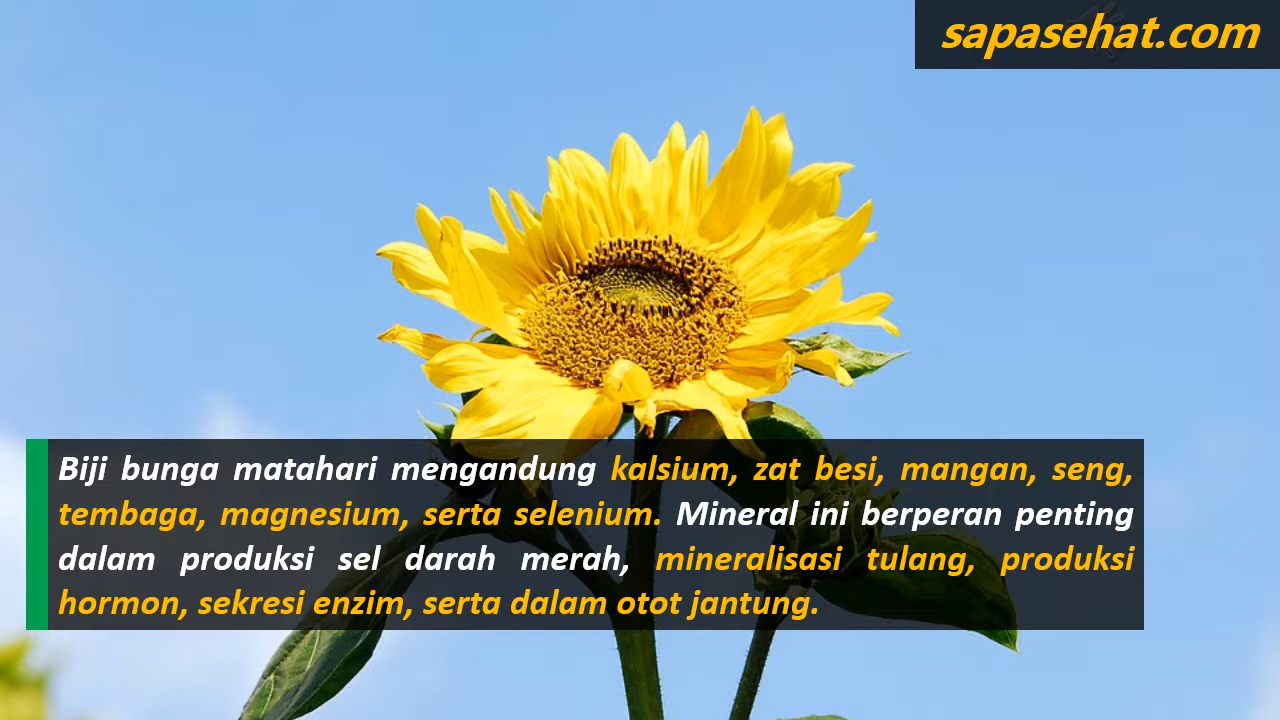 sapasehat.com
Biji bunga matahari mengandung kalsium, zat besi, mangan, seng,
tembaga, magnesium, serta selenium. Mineral ini berperan penting
dalam produksi sel darah merah, mineralisasi tulang, produksi
hormon, sekresi enzim, serta dalam otot jantung.